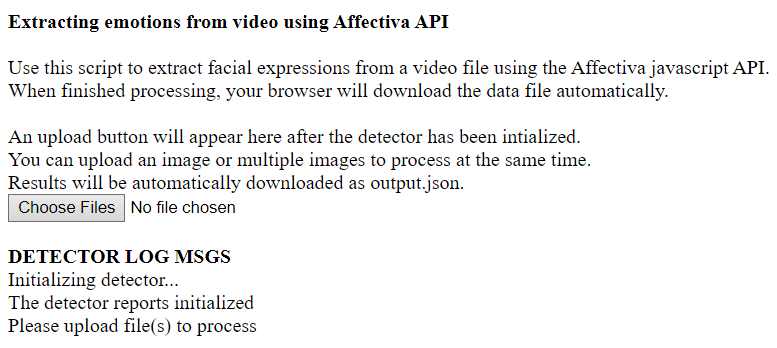 Extracting emotions from video using Affectiva API
Use this script to extract facial expressions from a video file using the Affectiva javascript API.
When finished processing, your browser will download the data file automatically.
An upload button will appear here after the detector has been intialized.
You can upload an image or multiple images to process at the same time.
Results will be automatically downloaded as output.json.
Choose Files No file chosen
DETECTOR LOG MSGS
Initializing detector...
The detector reports initialized
Please upload file(s) to process